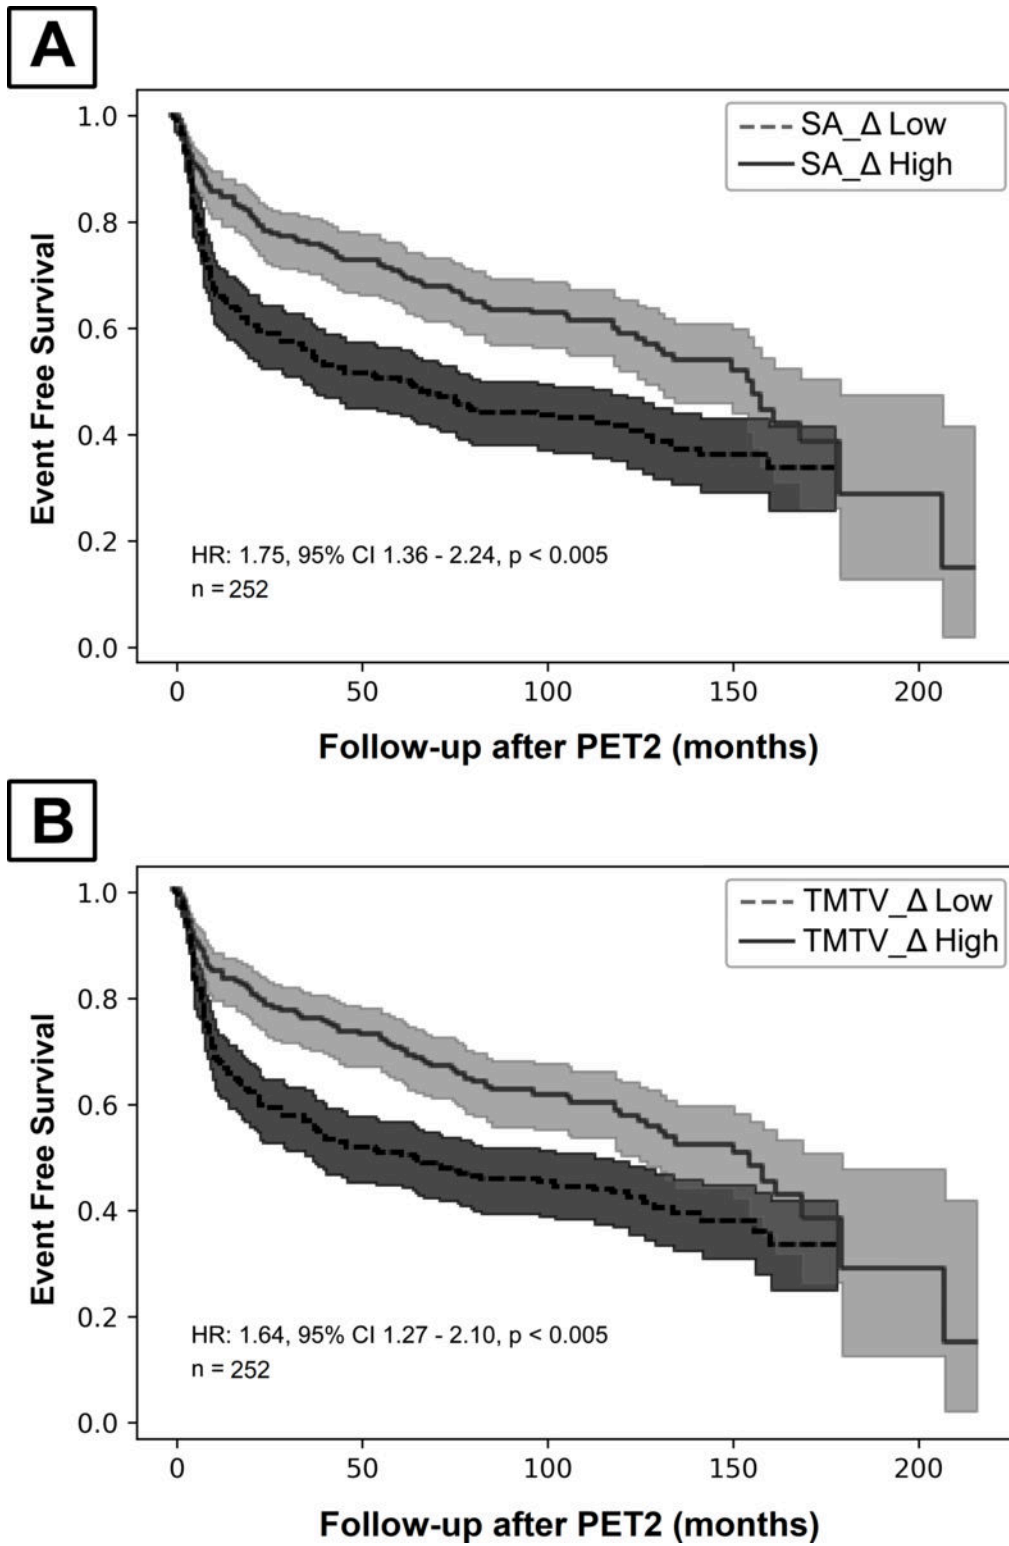 A
SA_Δ Low
SA_Δ High
1.0
0.8
0.6
0.4
0.2
0.0
Event Free Survival
HR: 1.75, 95% CI 1.36 - 2.24, p < 0.005
n = 252
0 50 100 150 200
Follow-up after PET2 (months)
B
TMTV_Δ Low
TMTV_Δ High
1.0
0.8
0.6
0.4
0.2
0.0
Event Free Survival
HR: 1.64, 95% CI 1.27 - 2.10, p < 0.005
n = 252
0 50 100 150 200
Follow-up after PET2 (months)